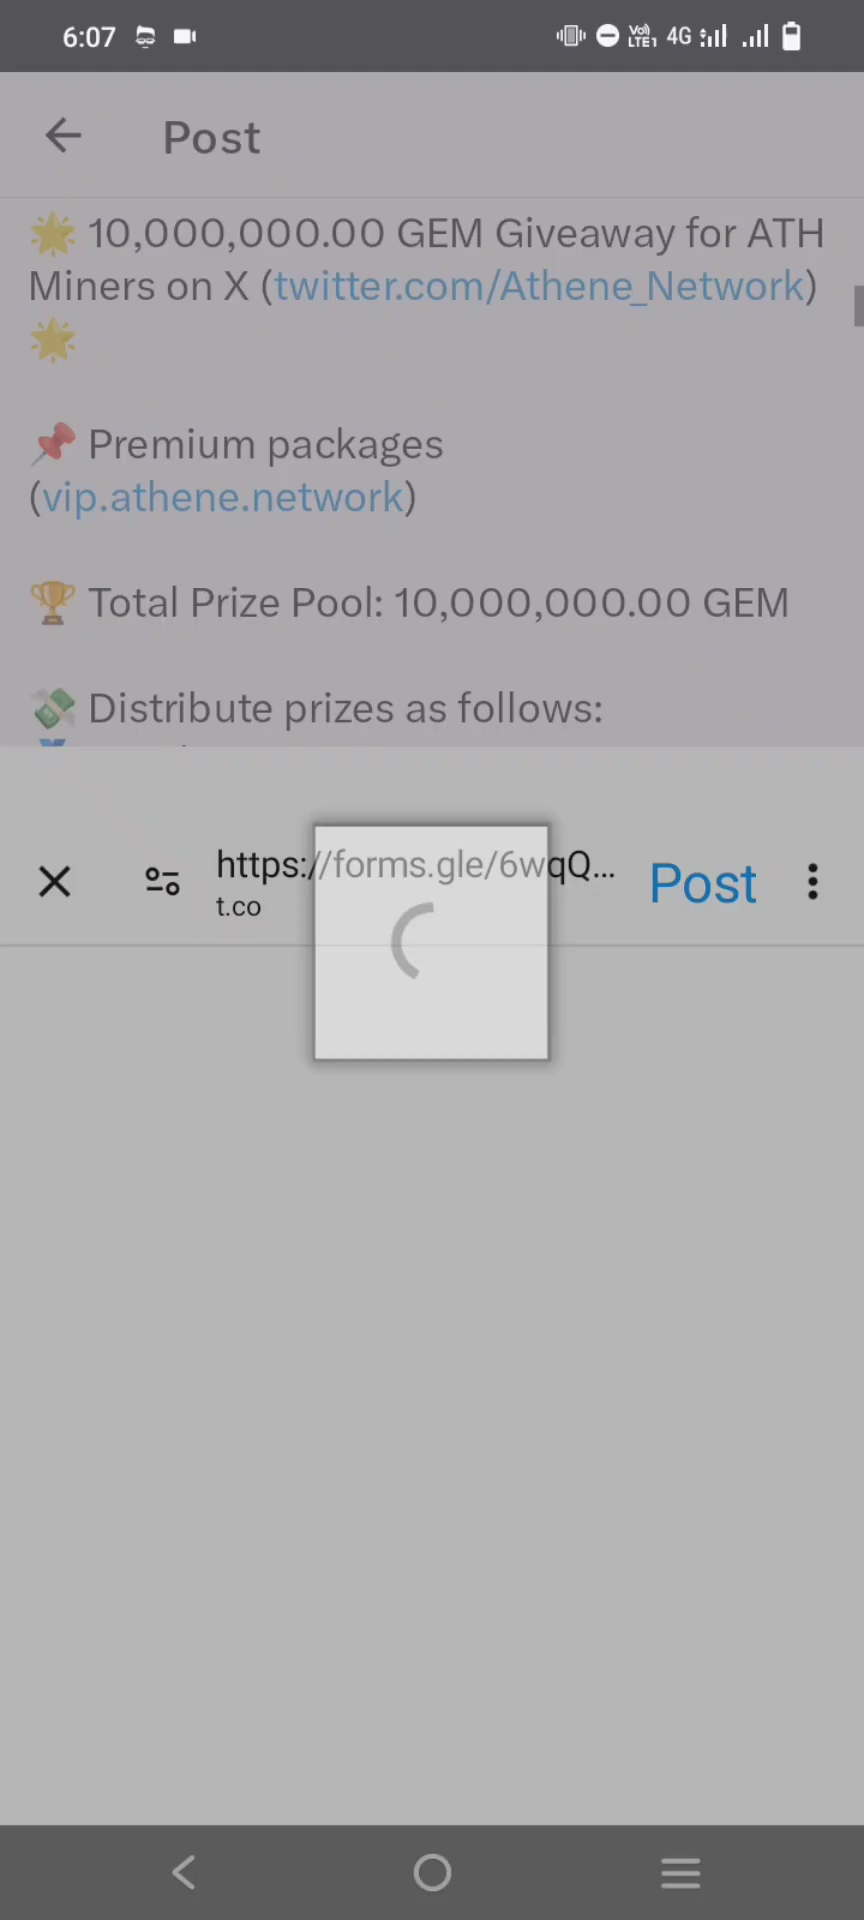 6:07 Vo) LTE1 4G
Post
10,000,000.00 GEM Giveaway for ATH
Miners on X (twitter.com/Athene_Network)
Premium packages
(vip.athene.network)
Total Prize Pool: 10,000,000.00 GEM
Distribute prizes as follows:
https://forms.gle/6wqQ... Post
t.co